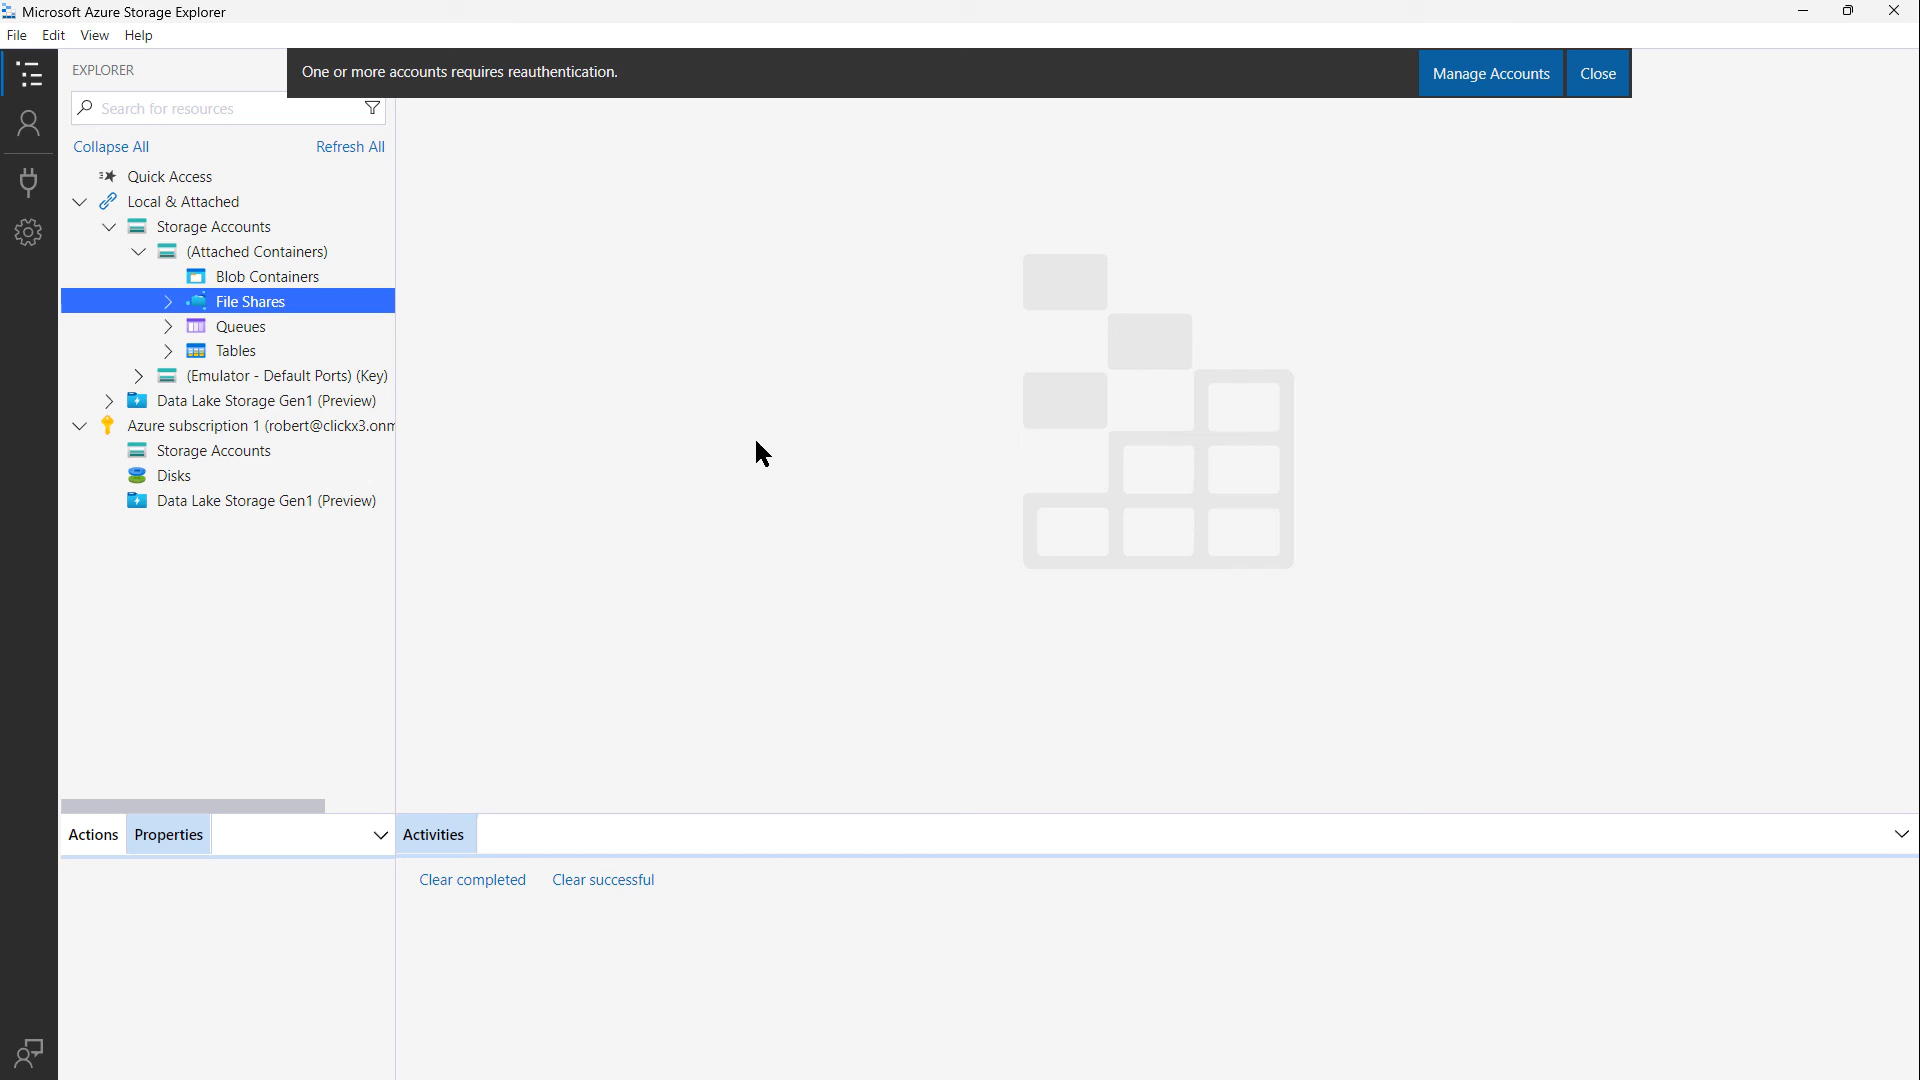 Microsoft Azure Storage Explorer
File Edit View Help
EXPLORER
One or more accounts requires reauthentication.
Manage Accounts
Close
Search for resources
Collapse All
Refresh All
Quick Access
Local & Attached
Storage Accounts
(Attached Containers)
Blob Containers
File Shares
Queues
Tables
(Emulator - Default Ports) (Key)
Data Lake Storage Gen1 (Preview)
Azure subscription 1 (robert@clickx3.onm
Storage Accounts
Disks
Data Lake Storage Gen1 (Preview)
Actions
Properties
Activities
Clear completed
Clear successful